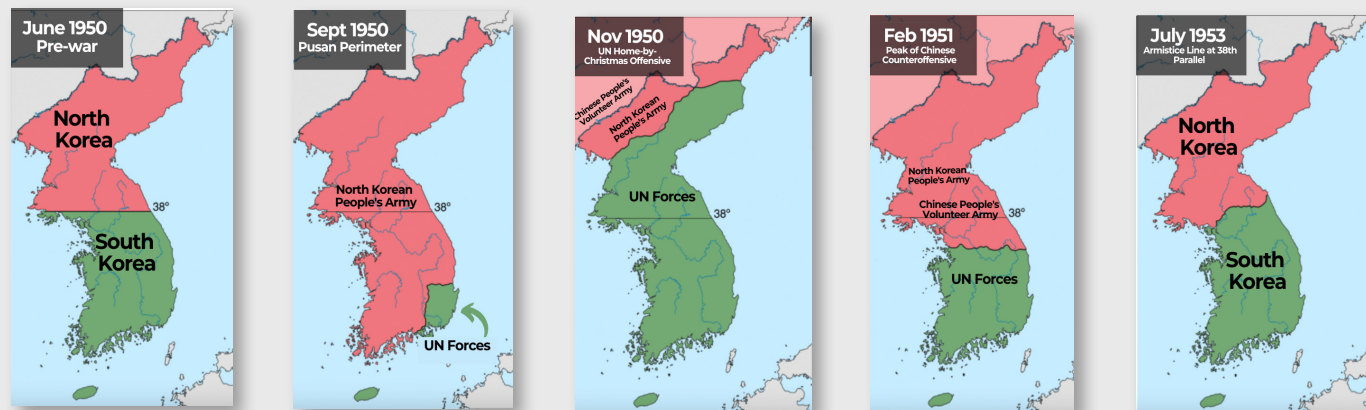 June 1950
Pre-war
North
Korea
38°
South
Korea
Sept 1950
Pusan Perimeter
North Korean
People's Army
38°
UN Forces
Nov 1950
UN Home-by-
Christmas Offensive
Chinese People's
Volunteer Army
North Korean
People's Army
UN Forces
38°
Feb 1951
Peak of Chinese
Counteroffensive
North Korean
People's Army
Chinese People's
Volunteer Army
38°
UN Forces
July 1953
Armistice Line at 38th
Parallel
North
Korea
South
Korea